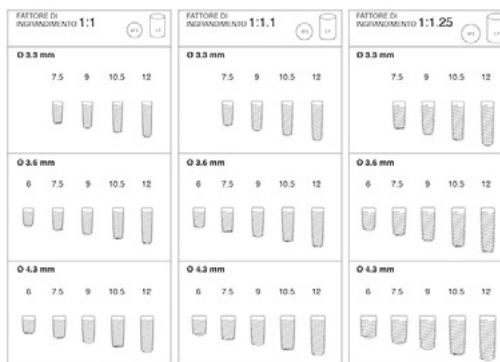 FATTORE DI
INGRANDIMENTO 1:1
Ø 3.3 mm
7.5 9 10.5 12
Ø 3.6 mm
6 7.5 9 10.5 12
Ø 4.3 mm
6 7.5 9 10.5 12
FATTORE DI
INGRANDIMENTO 1:1.1
Ø 3.3 mm
7.5 9 10.5 12
Ø 3.6 mm
6 7.5 9 10.5 12
Ø 4.3 mm
6 7.5 9 10.5 12
FATTORE DI
INGRANDIMENTO 1:1.25
Ø 3.3 mm
7.5 9 10.5 12
Ø 3.6 mm
6 7.5 9 10.5 12
Ø 4.3 mm
6 7.5 9 10.5 12